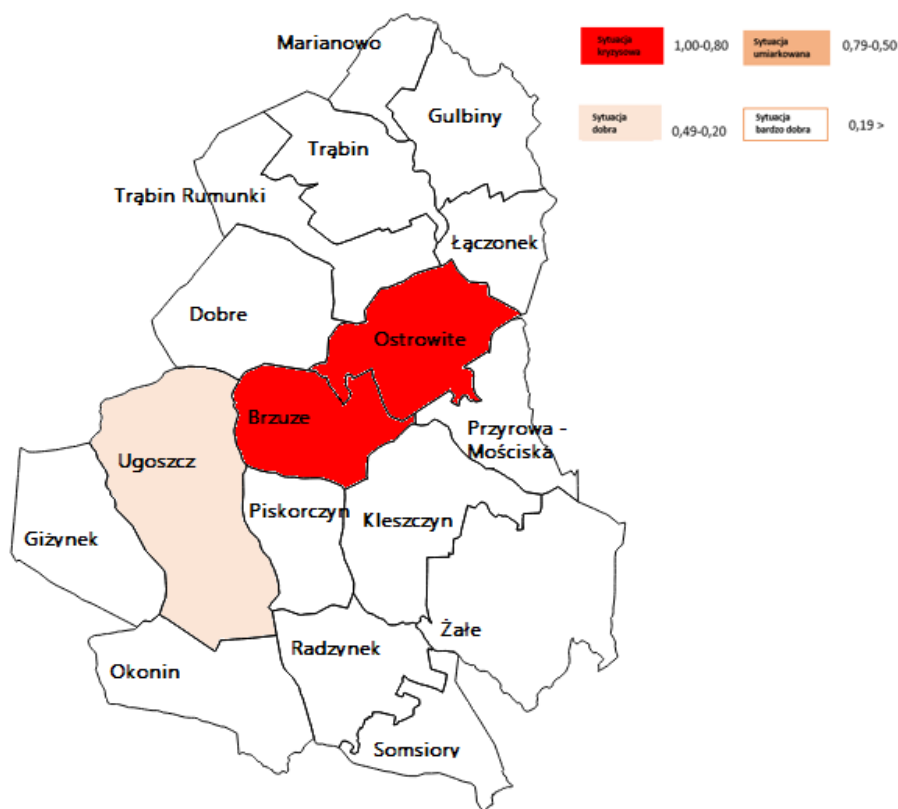 Marianowo
Sytuacja
kryzysowa
1,00-0,80
Sytuacja
umiarkowana
0,79-0,50
Gulbiny
Sytuacja
dobra
0,49-0,20
Sytuacja
bardzo dobra
0,19 >
Trąbin
Trąbin Rumunki
Łączonek
Dobre
Ostrowite
Brzuze
Przyrowa -
Mościska
Ugoszcz
Piskorczyn
Kleszczyn
Giżynek
Żałe
Radzynek
Okonin
Somsiory